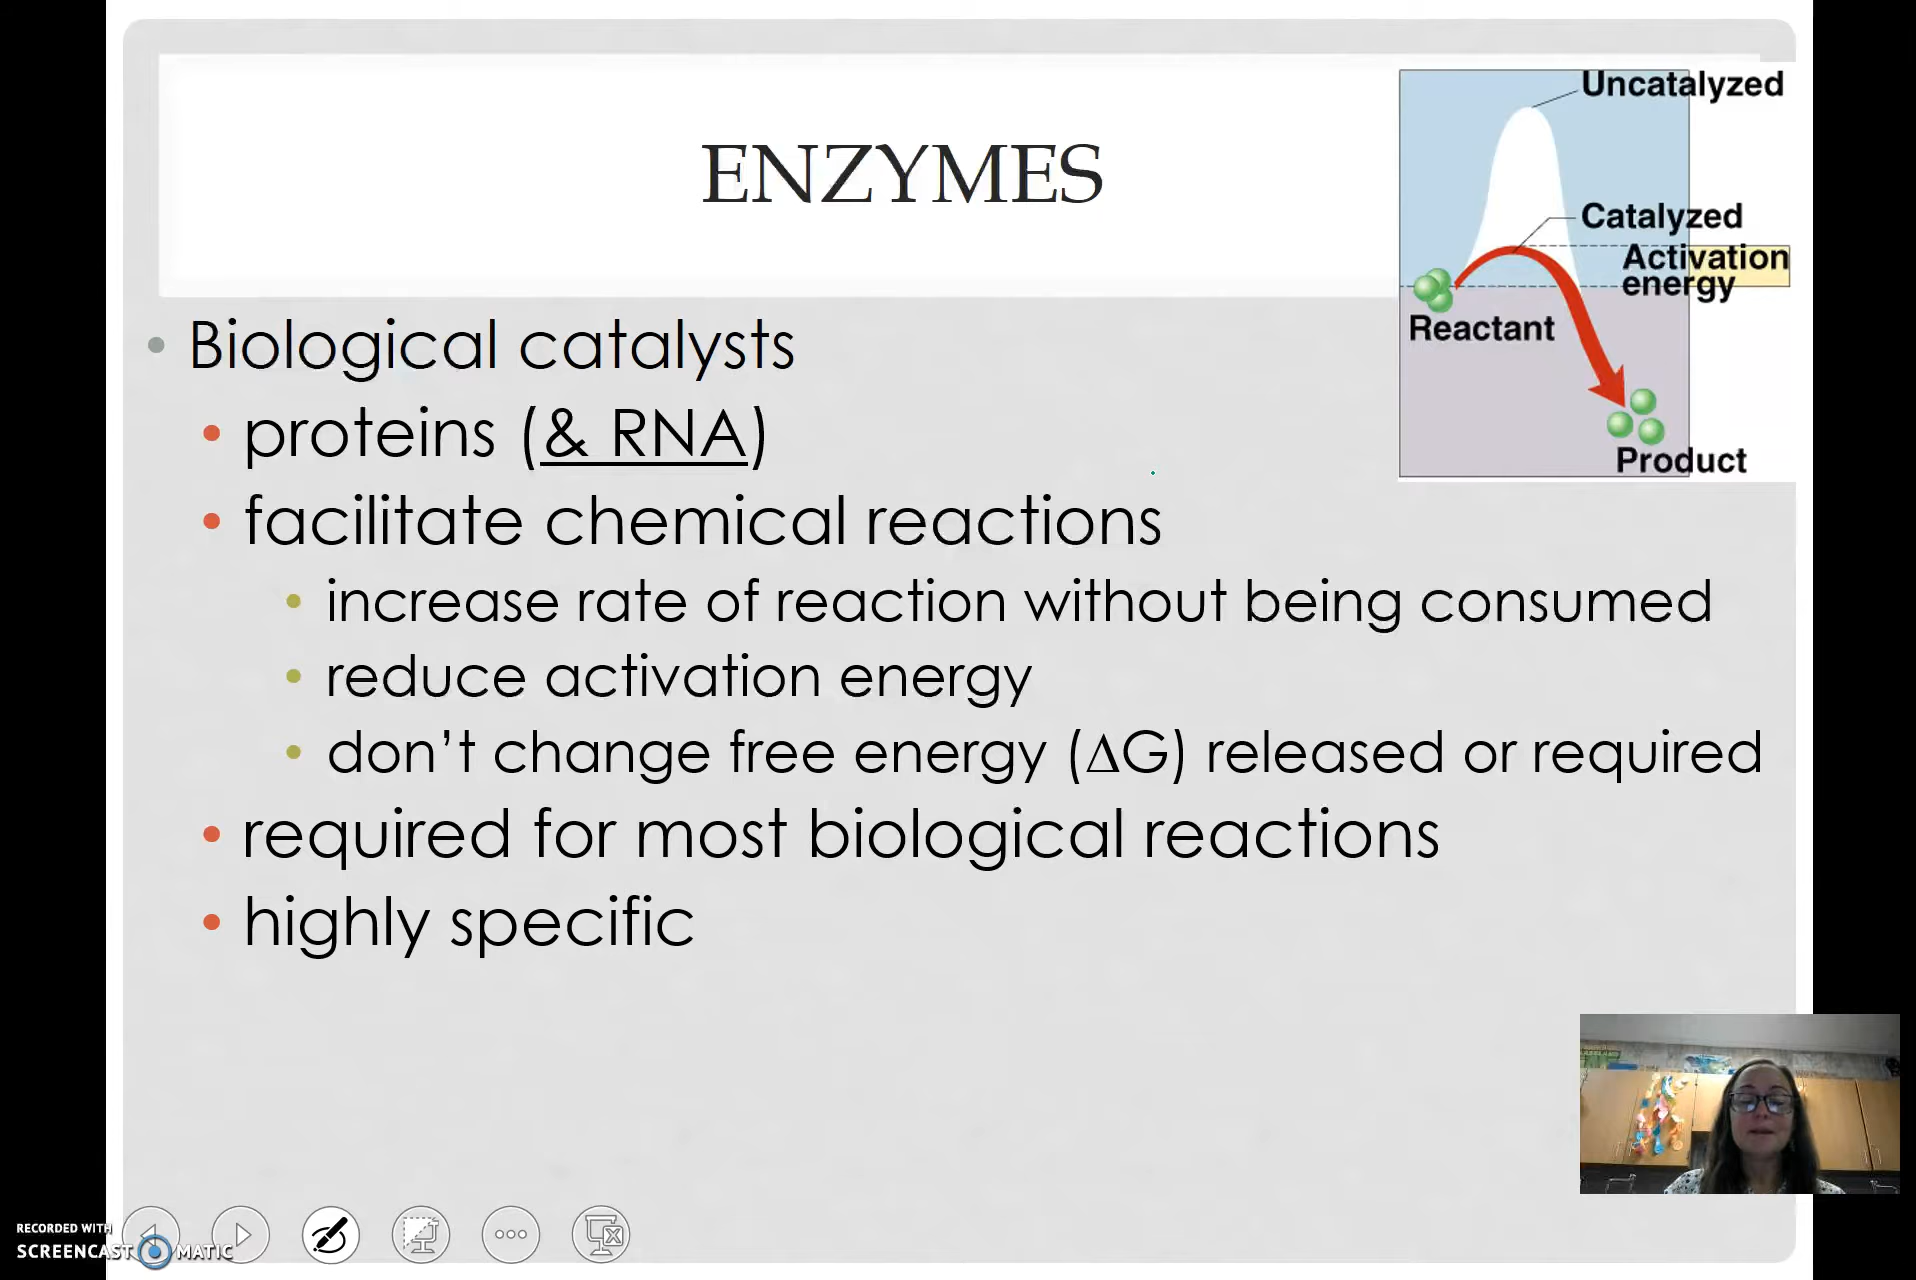 ENZYMES
Uncatalyzed
Catalyzed
Activation
energy
Reactant
Product
• Biological catalysts
• proteins (& RNA)
• facilitate chemical reactions
• increase rate of reaction without being consumed
• reduce activation energy
• don’t change free energy (ΔG) released or required
• required for most biological reactions
• highly specific
RECORDED WITH
SCREENCAST MATIC